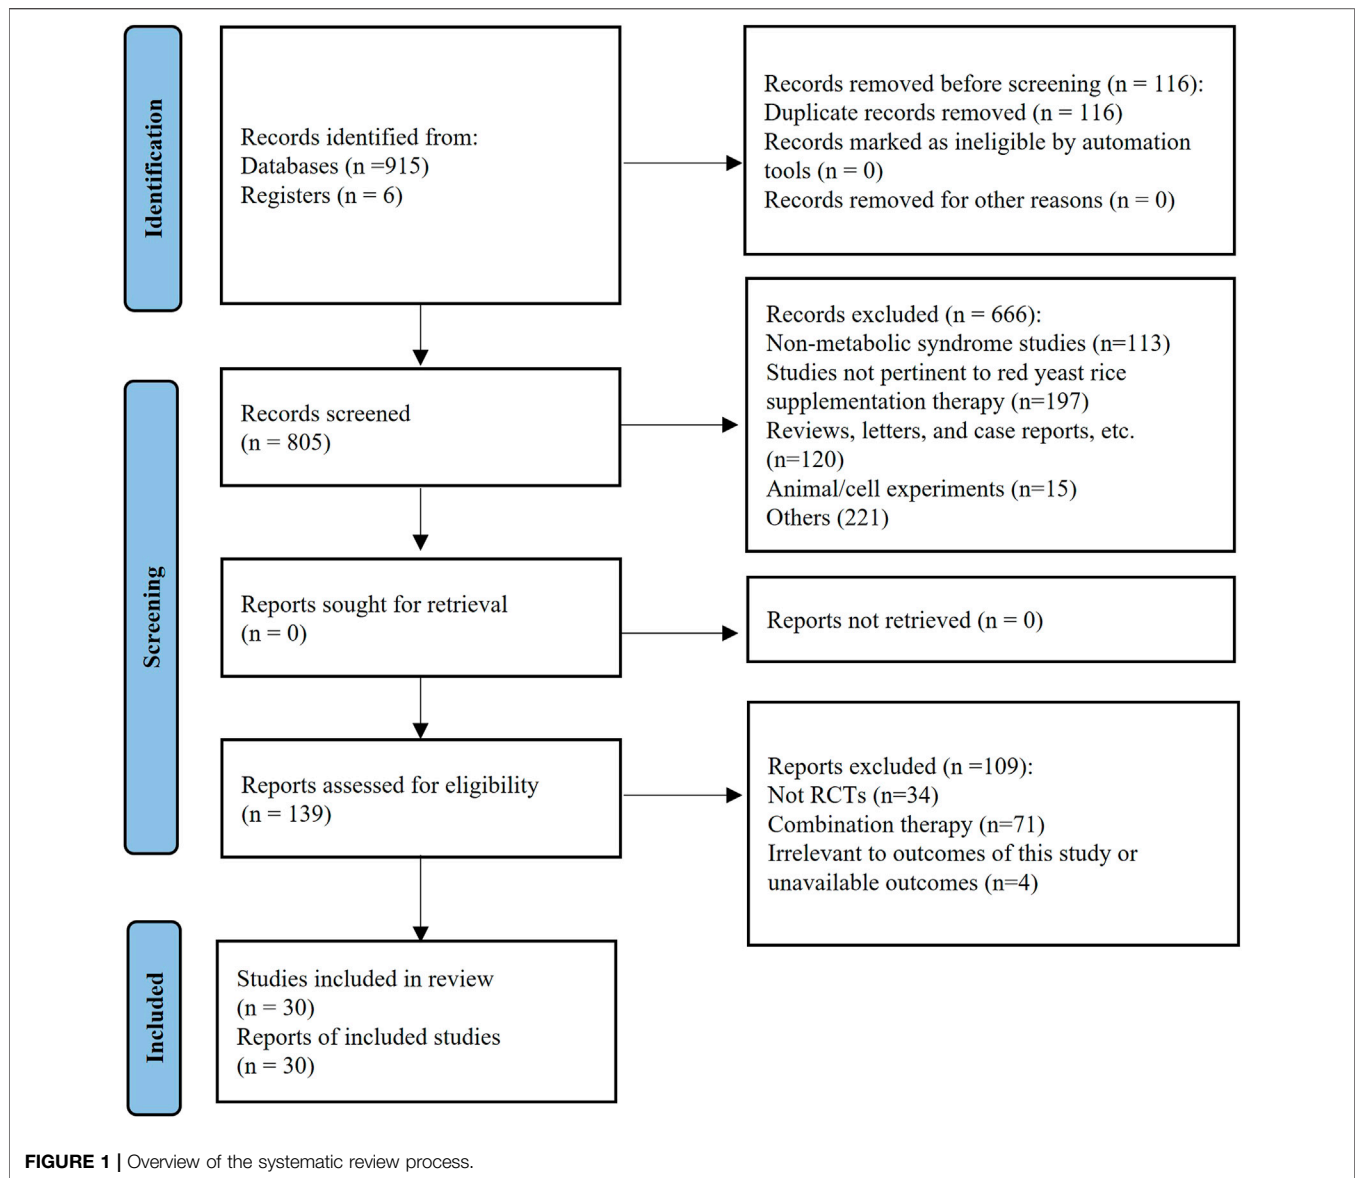 Identification
Records identified from:
Databases (n =915)
Registers (n = 6)
Records removed before screening (n = 116):
Duplicate records removed (n = 116)
Records marked as ineligible by automation
tools (n = 0)
Records removed for other reasons (n = 0)
Screening
Records screened
(n = 805)
Records excluded (n = 666):
Non-metabolic syndrome studies (n=113)
Studies not pertinent to red yeast rice
supplementation therapy (n=197)
Reviews, letters, and case reports, etc.
(n=120)
Animal/cell experiments (n=15)
Others (221)
Reports sought for retrieval
(n = 0)
Reports not retrieved (n = 0)
Reports assessed for eligibility
(n = 139)
Reports excluded (n =109):
Not RCTs (n=34)
Combination therapy (n=71)
Irrelevant to outcomes of this study or
unavailable outcomes (n=4)
Included
Studies included in review
(n = 30)
Reports of included studies
(n = 30)
FIGURE 1 | Overview of the systematic review process.